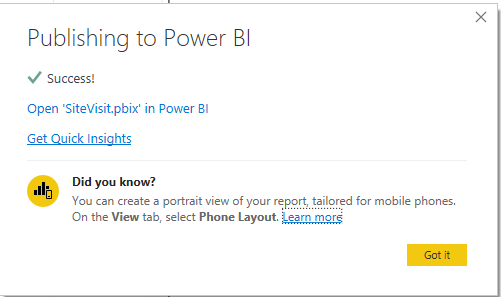 Publishing to Power BI
Success!
Open 'SiteVisit.pbix' in Power BI
Get Quick Insights
Did you know?
You can create a portrait view of your report, tailored for mobile phones.
On the View tab, select Phone Layout. Learn more
Got it